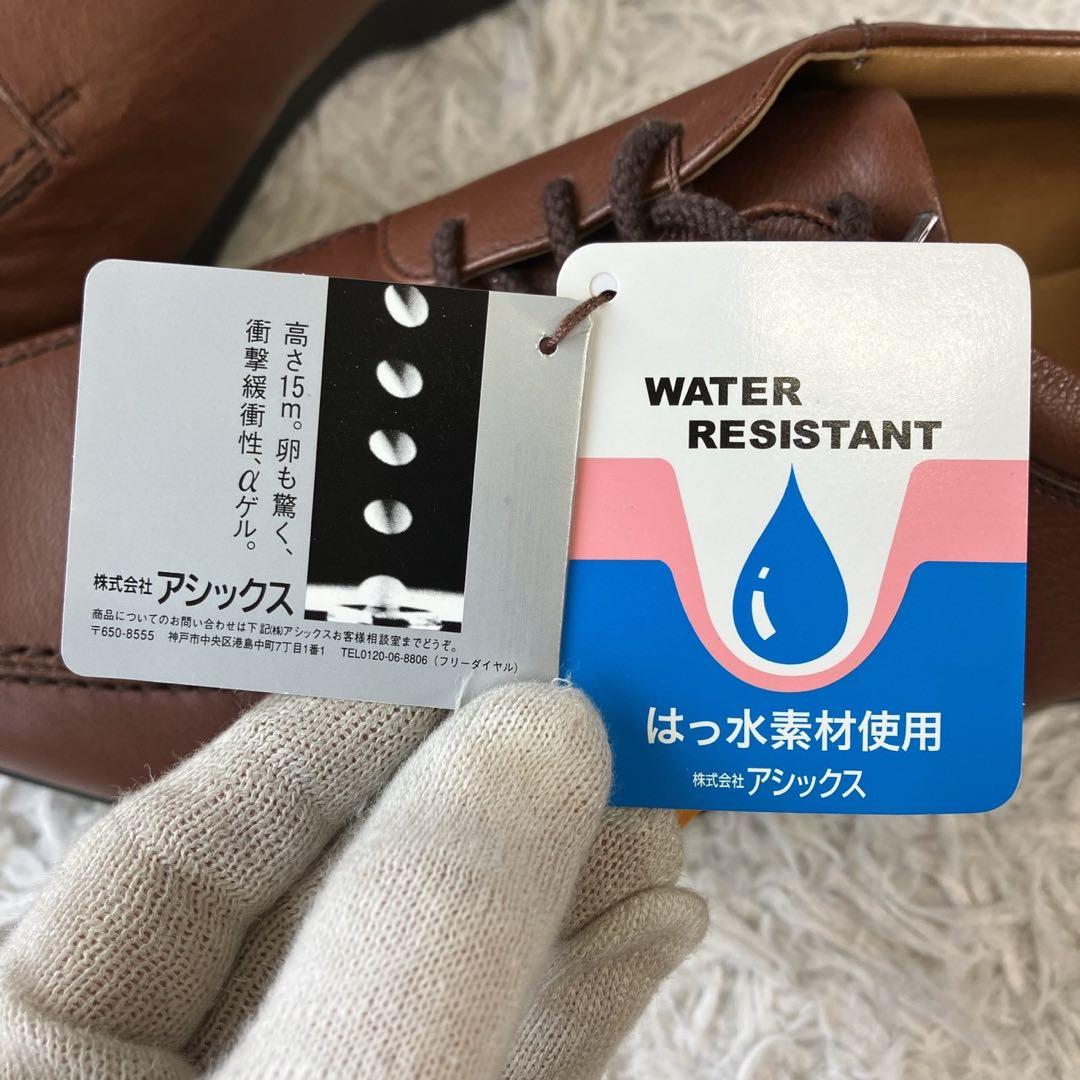 高さ15m。卵も驚く、
衝撃緩衝性、αゲル。
株式会社 アシックス
商品についてのお問い合わせは下記(株)アシックスお客様相談室までどうぞ。
〒650-8555 神戸市中央区港島中町7丁目1番1 TEL0120-06-8806 (フリーダイヤル)
WATER
RESISTANT
はっ水素材使用
株式会社 アシックス